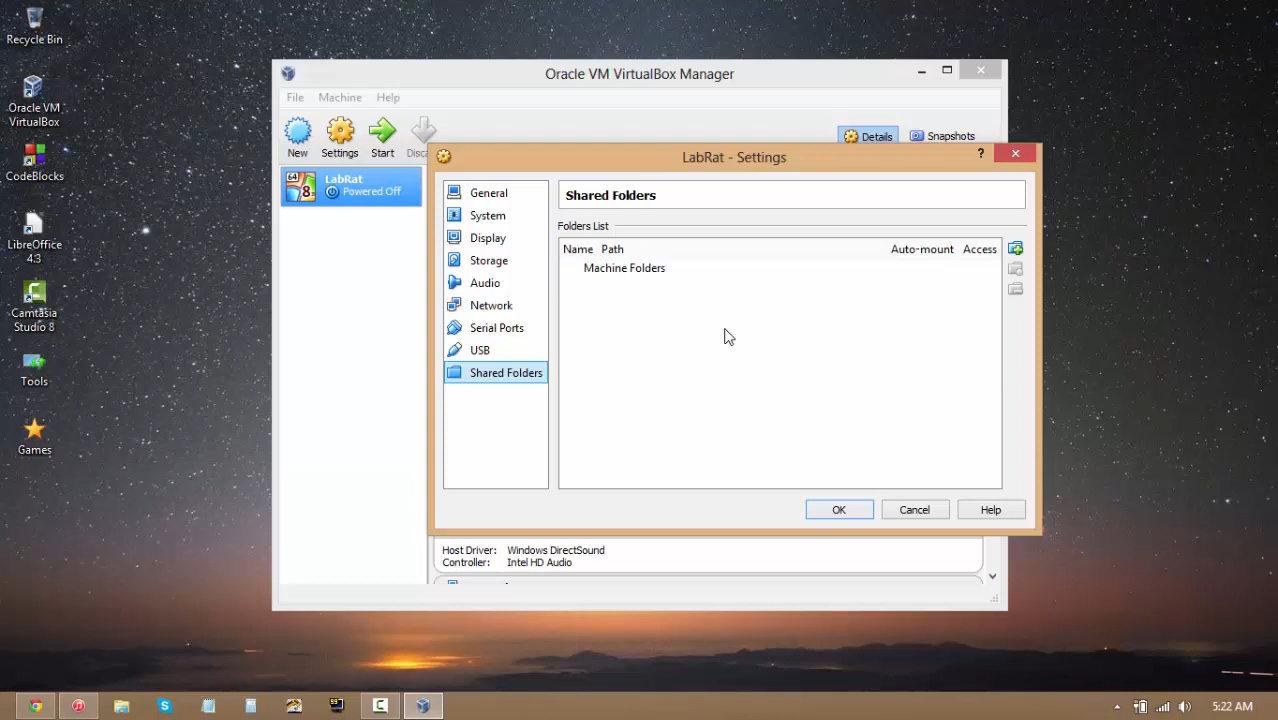 Recycle Bin
Oracle VM
VirtualBox
CodeBlocks
LibreOffice
4.3
Camtasia
Studio 8
Tools
Games
Oracle VM VirtualBox Manager
File Machine Help
New Settings Start Disca
Details Snapshots
64
8
LabRat
Powered Off
LabRat - Settings
?
General
System
Display
Storage
Audio
Network
Serial Ports
USB
Shared Folders
Shared Folders
Folders List
Name Path Auto-mount Access
Machine Folders
OK Cancel Help
Host Driver: Windows DirectSound
Controller: Intel HD Audio
5:22 AM